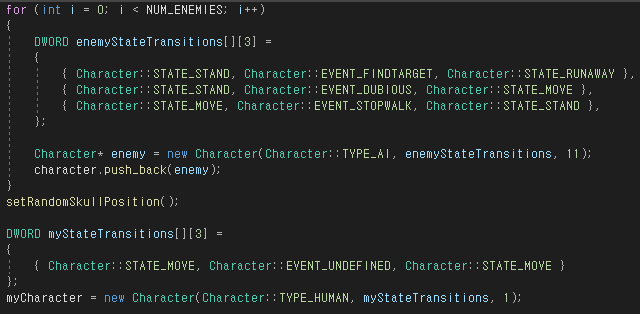 for (int i = 0; i < NUM_ENEMIES; i++)
{
    DWORD enemyStateTransitions[][3] =
    {
        { Character::STATE_STAND, Character::EVENT_FINDTARGET, Character::STATE_RUNAWAY },
        { Character::STATE_STAND, Character::EVENT_DUBIOUS, Character::STATE_MOVE },
        { Character::STATE_MOVE, Character::EVENT_STOPWALK, Character::STATE_STAND },
    };

    Character* enemy = new Character(Character::TYPE_AI, enemyStateTransitions, 11);
    character.push_back(enemy);
}
setRandomSkullPosition();

DWORD myStateTransitions[][3] =
{
    { Character::STATE_MOVE, Character::EVENT_UNDEFINED, Character::STATE_MOVE }
};
myCharacter = new Character(Character::TYPE_HUMAN, myStateTransitions, 1);